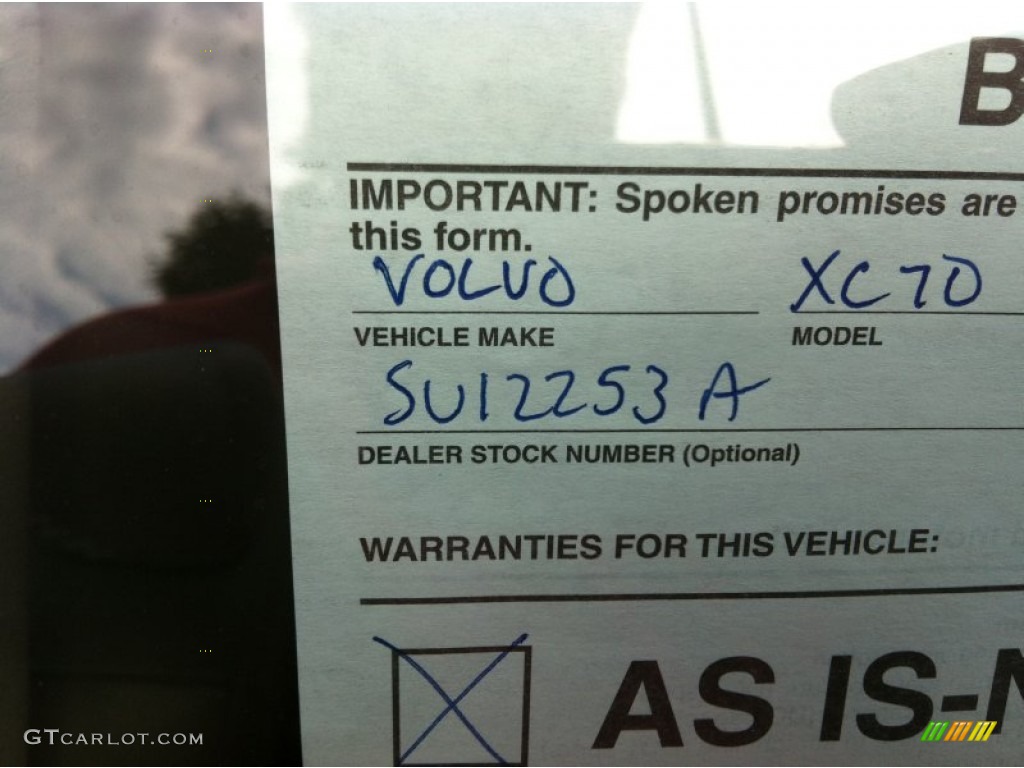 B
IMPORTANT: Spoken promises are
this form.
VOLVO XC70
VEHICLE MAKE MODEL
SU12253A
DEALER STOCK NUMBER (Optional)
WARRANTIES FOR THIS VEHICLE:
AS IS-N
GTCARLOT.COM